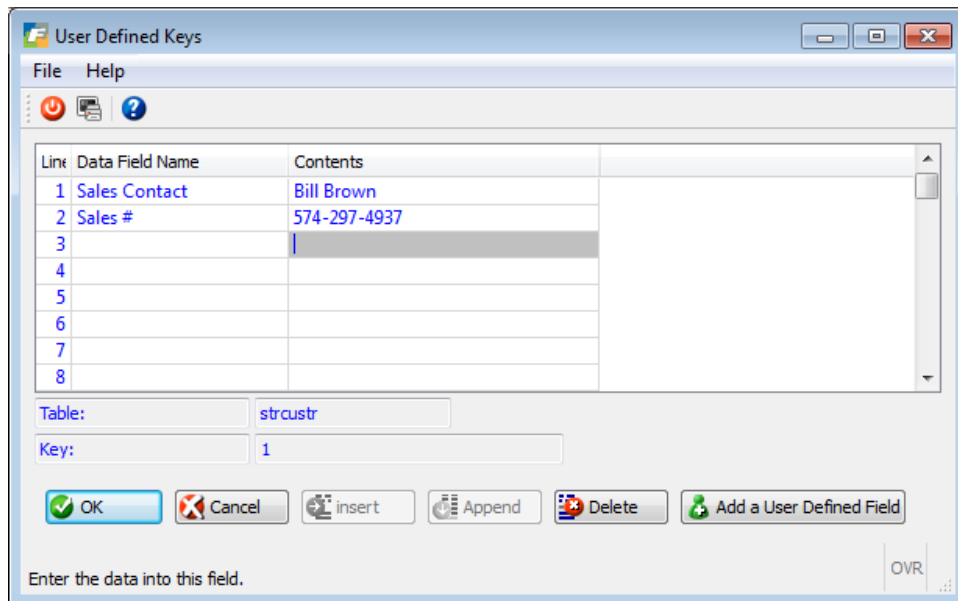 User Defined Keys
File Help
Line Data Field Name Contents
1 Sales Contact Bill Brown
2 Sales # 574-297-4937
3
4
5
6
7
8
Table: strcustr
Key: 1
OK Cancel insert Append Delete Add a User Defined Field
Enter the data into this field. OVR